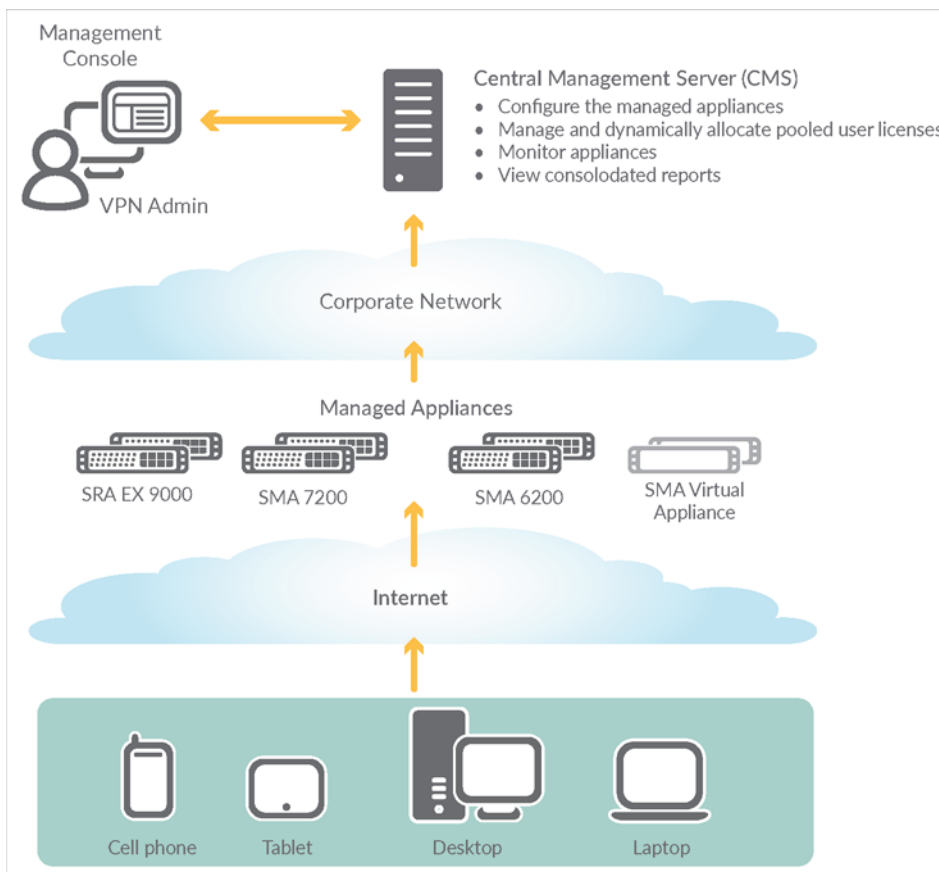 Management
Console
VPN Admin
Central Management Server (CMS)
• Configure the managed appliances
• Manage and dynamically allocate pooled user licenses
• Monitor appliances
• View consolodated reports
Corporate Network
Managed Appliances
SRA EX 9000
SMA 7200
SMA 6200
SMA Virtual
Appliance
Internet
Cell phone
Tablet
Desktop
Laptop